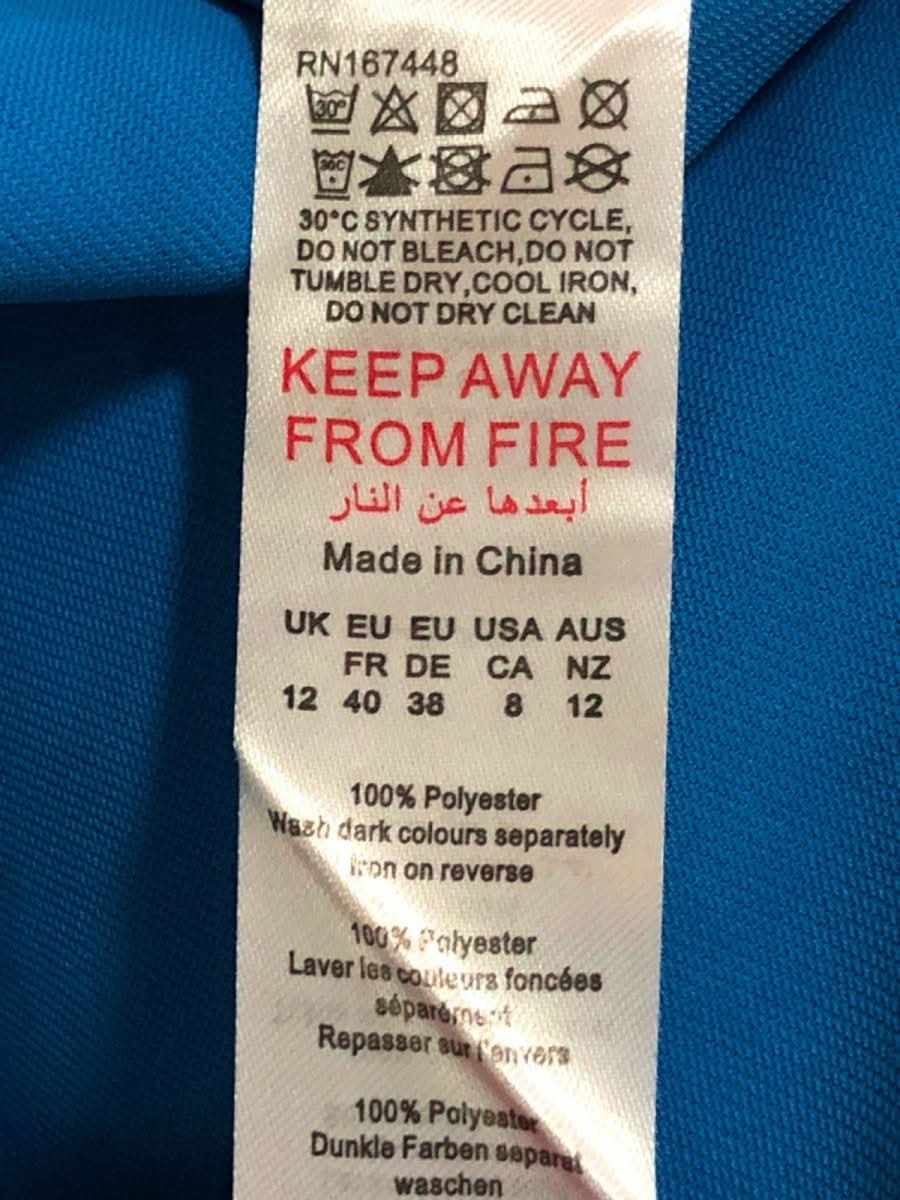 RN167448
30°
30C
30°C SYNTHETIC CYCLE,
DO NOT BLEACH,DO NOT
TUMBLE DRY,COOL IRON,
DO NOT DRY CLEAN
KEEP AWAY
FROM FIRE
أبعدها عن النار
Made in China
UK EU EU USA AUS
FR DE CA NZ
12 40 38 8 12
100% Polyester
Wash dark colours separately
Iron on reverse
100% Polyester
Laver les couleurs foncées
séparément
Repasser sur l'envers
100% Polyester
Dunkle Farben separat
waschen